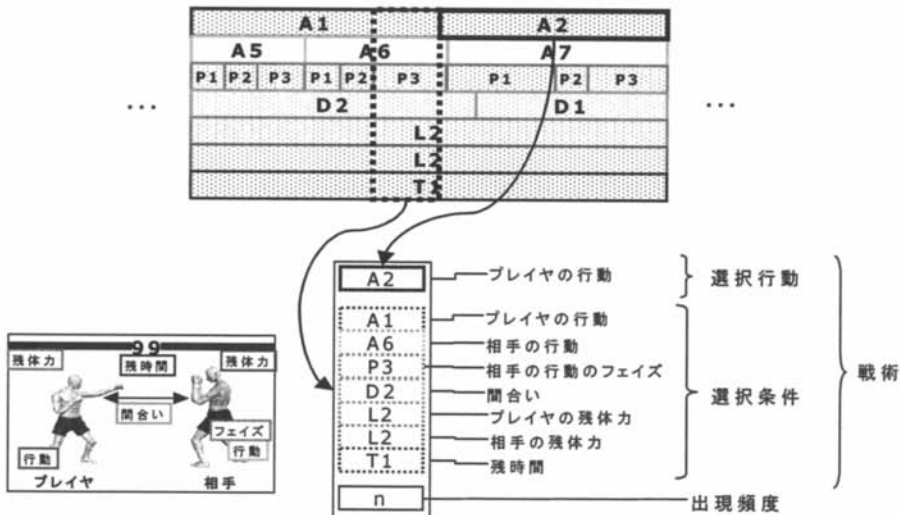 A1 A2
A5 A6 A7
P1 P2 P3 P1 P2 P3 P1 P2 P3
... D2 D1 ...
L2
L2
T1
A2 プレイヤの行動 選択行動
A1 プレイヤの行動
A6 相手の行動
P3 相手の行動のフェイズ
D2 間合い 選択条件 戦術
L2 プレイヤの残体力
L2 相手の残体力
T1 残時間
n 出現頻度
99
残体力 残時間 残体力
間合い
フェイズ
行動 行動
プレイヤ 相手